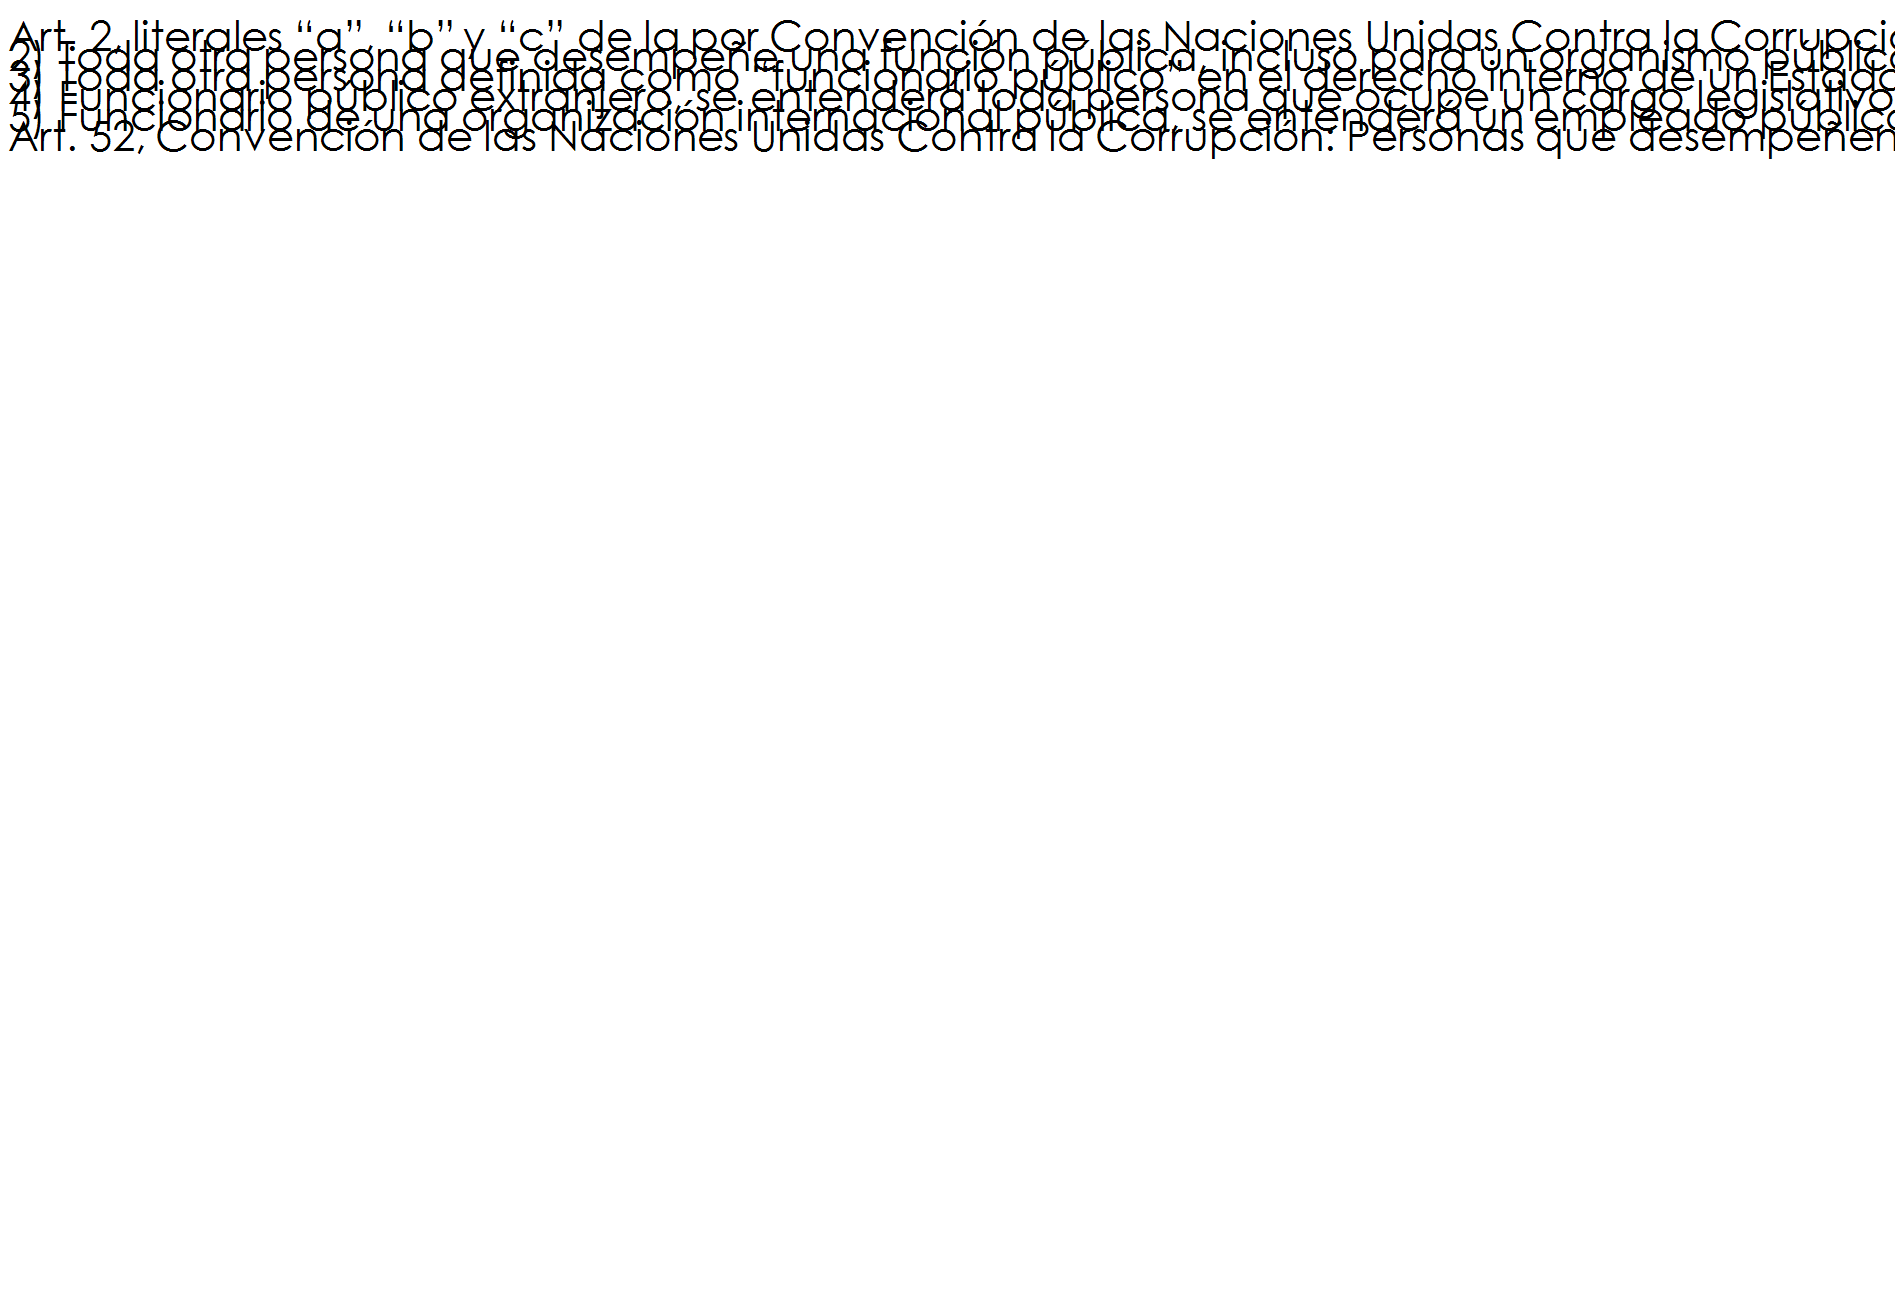 Art. 2, literales “a”, “b” y “c” de la por Convención de las Naciones Unidas Contra la Corrupció
2) Toda otra persona que desempeñe una función pública, incluso para un organismo público
3) Toda otra persona definida como “funcionario público” en el derecho interno de un Estado
4) Funcionario público extranjero, se entenderá toda persona que ocupe un cargo legislativo
5) Funcionario de una organización internacional pública, se entenderá un empleado público
Art. 52, Convención de las Naciones Unidas Contra la Corrupción: Personas que desempeñen